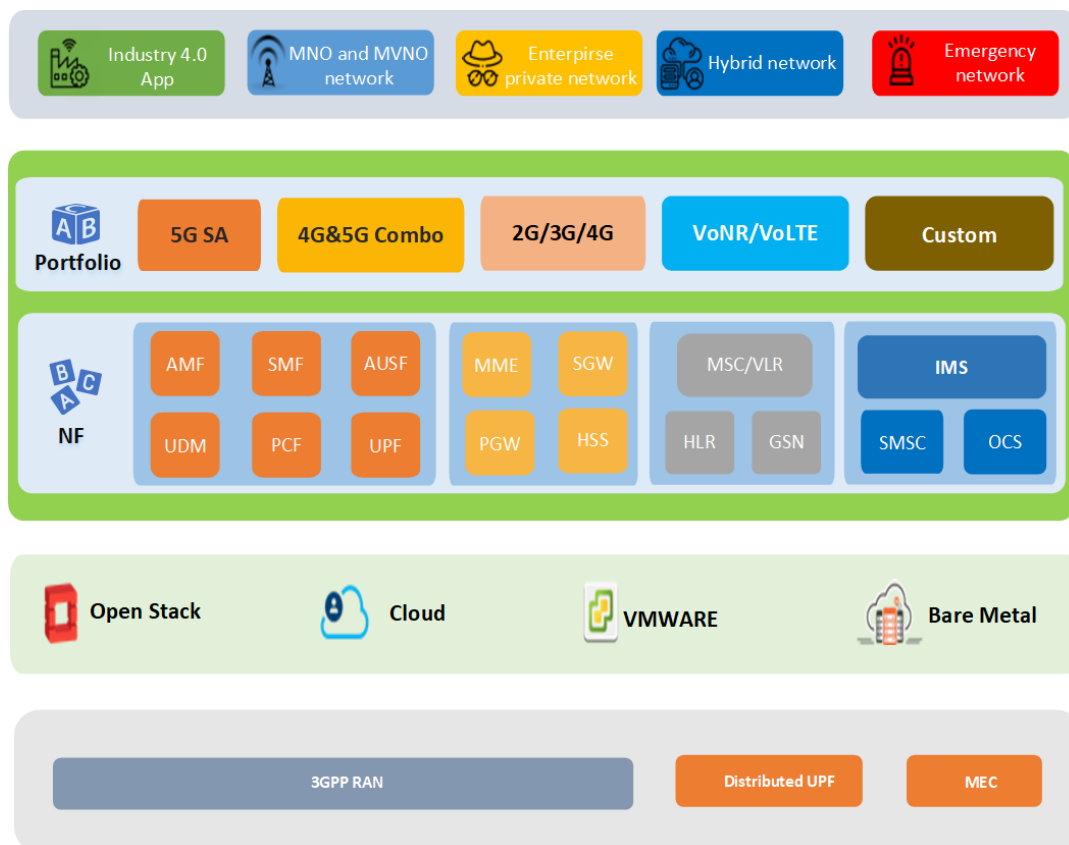 Industry 4.0
App
MNO and MVNO
network
Entepirse
private network
Hybrid network
Emergency
network
A B C
Portfolio
5G SA
4G&5G Combo
2G/3G/4G
VoNR/VoLTE
Custom
B
C
A
NF
AMF
SMF
AUSF
MME
SGW
MSC/VLR
IMS
UDM
PCF
UPF
PGW
HSS
HLR
GSN
SMSC
OCS
Open Stack
Cloud
VMWARE
Bare Metal
3GPP RAN
Distributed UPF
MEC